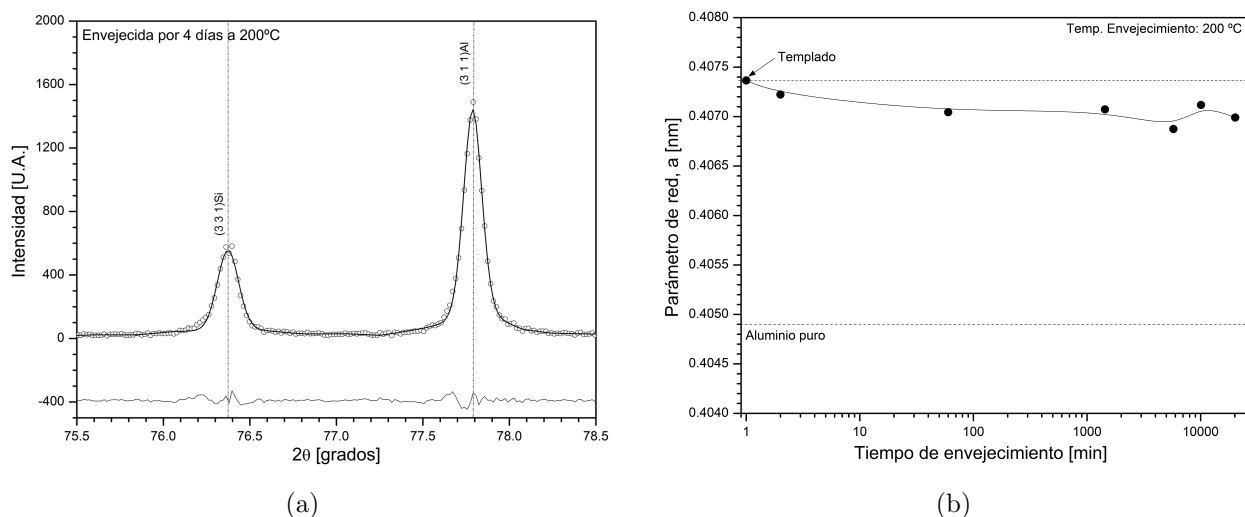 Envejecida por 4 días a 200ºC
(3 3 1)Si
(3 1 1)Al
Intensidad [U.A.]
2000
1600
1200
800
400
0
-400
75.5 76.0 76.5 77.0 77.5 78.0 78.5
2θ [grados]
(a)
Temp. Envejecimiento: 200 ºC
Templado
Aluminio puro
Parámetro de red, a [nm]
0.4080
0.4075
0.4070
0.4065
0.4060
0.4055
0.4050
0.4045
0.4040
1 10 100 1000 10000
Tiempo de envejecimiento [min]
(b)